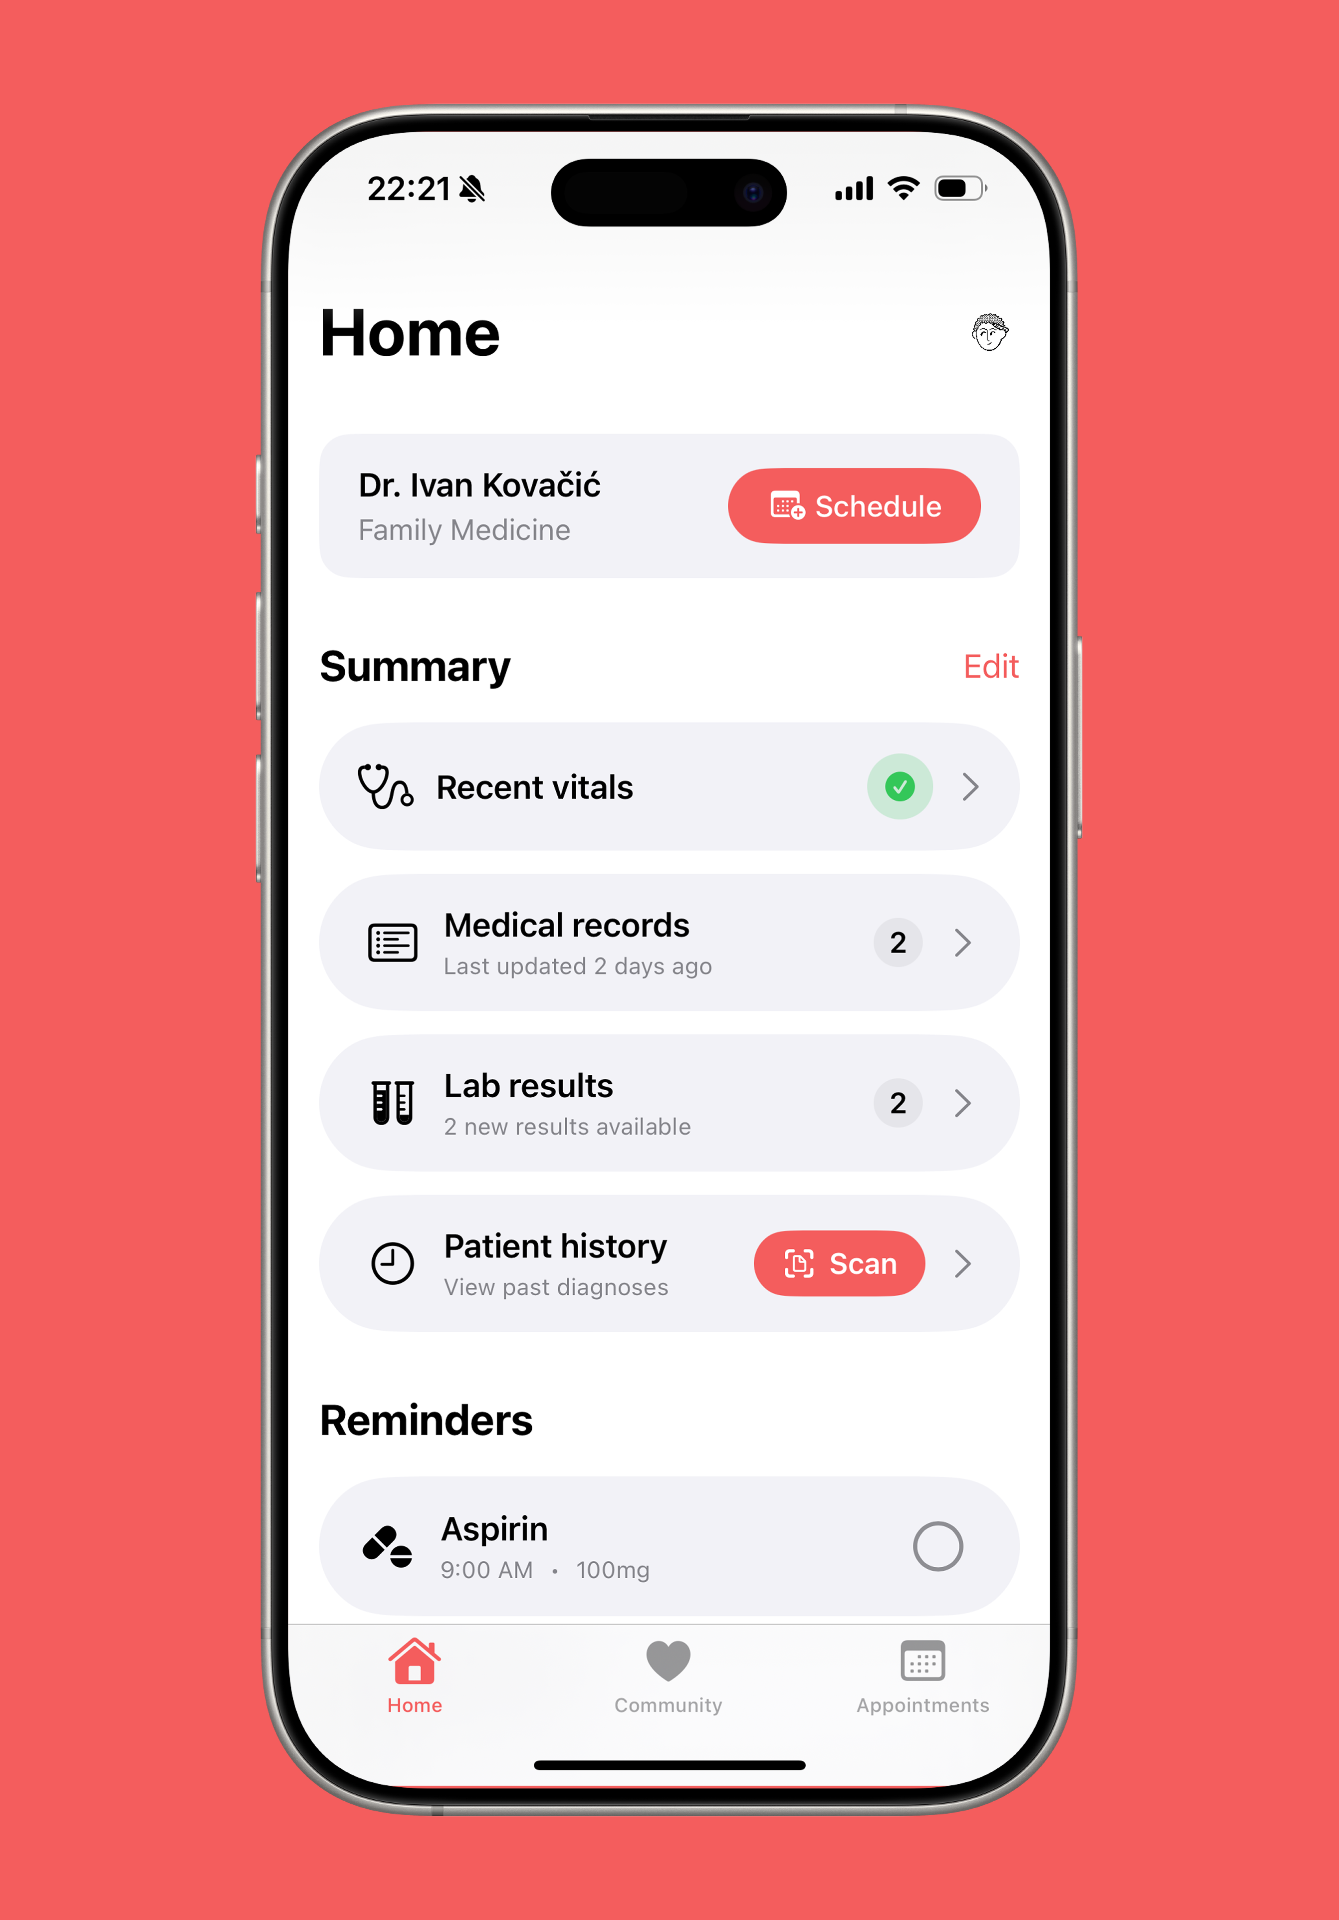 22:21
Home
Dr. Ivan Kovačić
Family Medicine
Schedule
Summary
Edit
Recent vitals
Medical records
Last updated 2 days ago
2
Lab results
2 new results available
2
Patient history
View past diagnoses
Scan
Reminders
Aspirin
9:00 AM • 100mg
Home
Community
Appointments